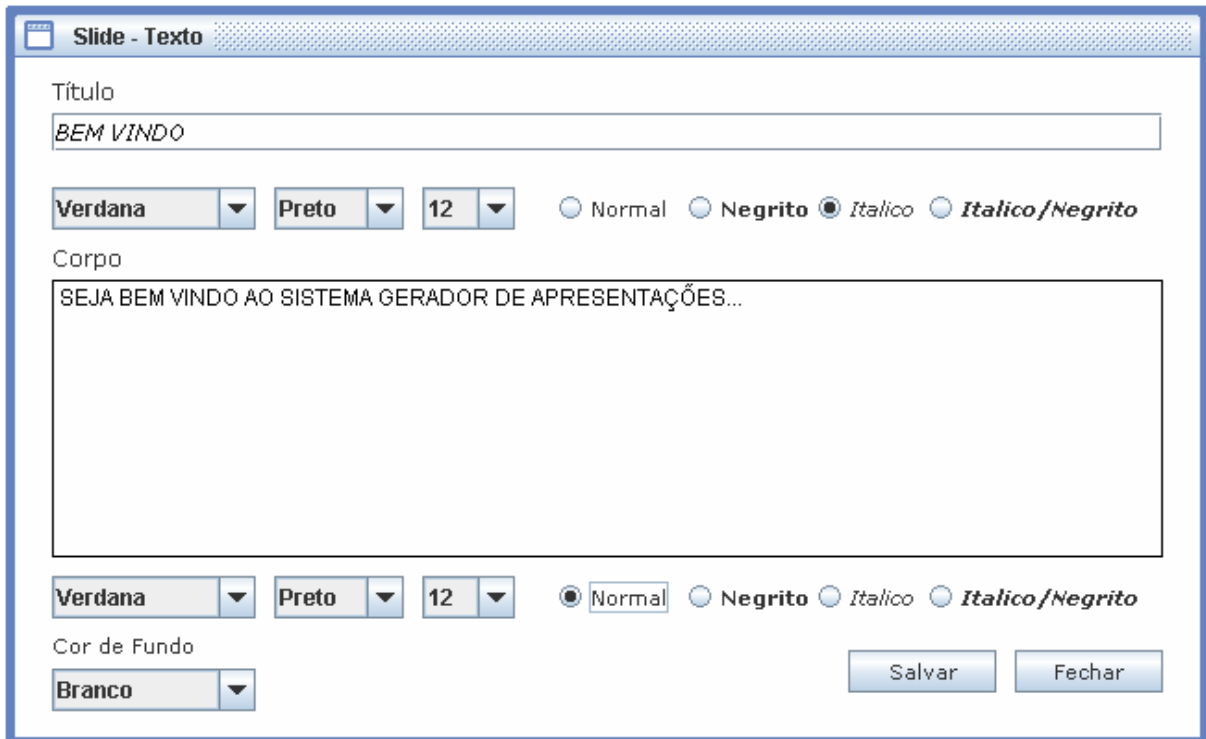 Slide - Texto
Título
BEM VINDO
Verdana Preto 12 Normal Negrito Italico Italico/Negrito
Corpo
SEJA BEM VINDO AO SISTEMA GERADOR DE APRESENTAÇÕES...
Verdana Preto 12 Normal Negrito Italico Italico/Negrito
Cor de Fundo
Branco Salvar Fechar